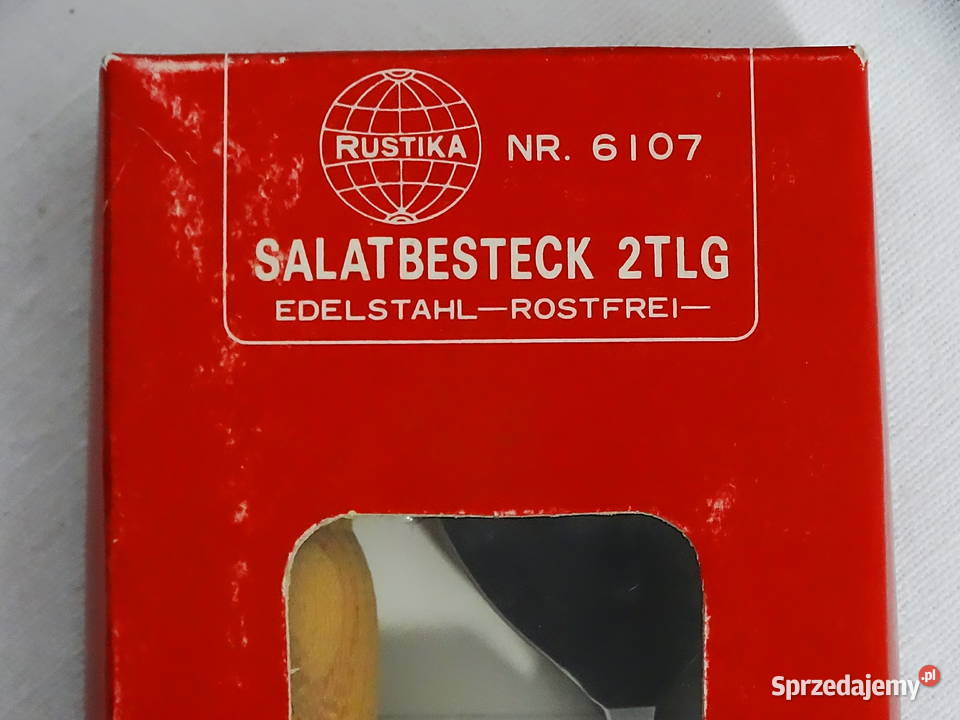 RUSTIKA NR. 6107
SALATBESTECK 2TLG
EDELSTAHL—ROSTFREI—
Sprzedajemy.pl